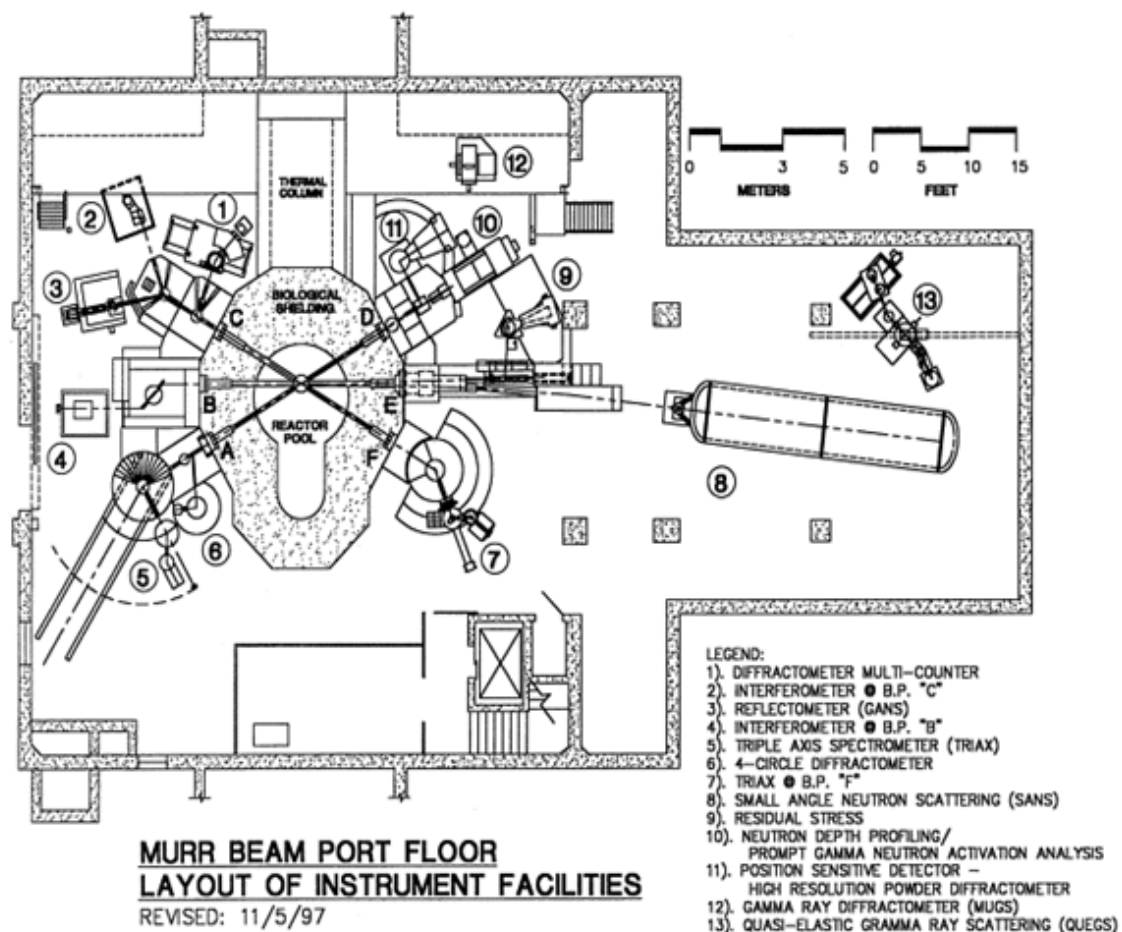 THERMAL
COLUMN
12
0
3
5
METERS
0
5
10
15
FEET
2
1
11
10
9
3
BIOLOGICAL
SHIELDING
C
D
13
B
E
REACTOR
POOL
A
F
4
8
6
5
7
LEGEND:
1). DIFFRACTOMETER MULTI-COUNTER
2). INTERFEROMETER @ B.P. "C"
3). REFLECTOMETER (GANS)
4). INTERFEROMETER @ B.P. "B"
5). TRIPLE AXIS SPECTROMETER (TRIAX)
6). 4-CIRCLE DIFFRACTOMETER
7). TRIAX @ B.P. "F"
8). SMALL ANGLE NEUTRON SCATTERING (SANS)
9). RESIDUAL STRESS
10). NEUTRON DEPTH PROFILING/
PROMPT GAMMA NEUTRON ACTIVATION ANALYSIS
11). POSITION SENSITIVE DETECTOR –
HIGH RESOLUTION POWDER DIFFRACTOMETER
12). GAMMA RAY DIFFRACTOMETER (MUGS)
13). QUASI-ELASTIC GRAMMA RAY SCATTERING (QUEGS)
MURR BEAM PORT FLOOR
LAYOUT OF INSTRUMENT FACILITIES
REVISED: 11/5/97